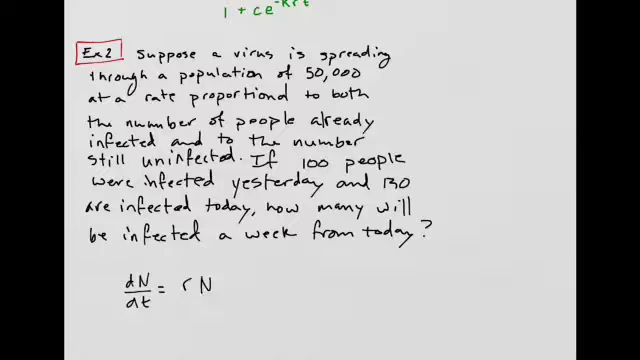 1 + ce^-Krt
Ex 2 Suppose a virus is spreading
through a population of 50,000
at a rate proportional to both
the number of people already
infected and to the number
still uninfected. If 100 people
were infected yesterday and 130
are infected today, how many will
be infected a week from today?
dN/dt = r N